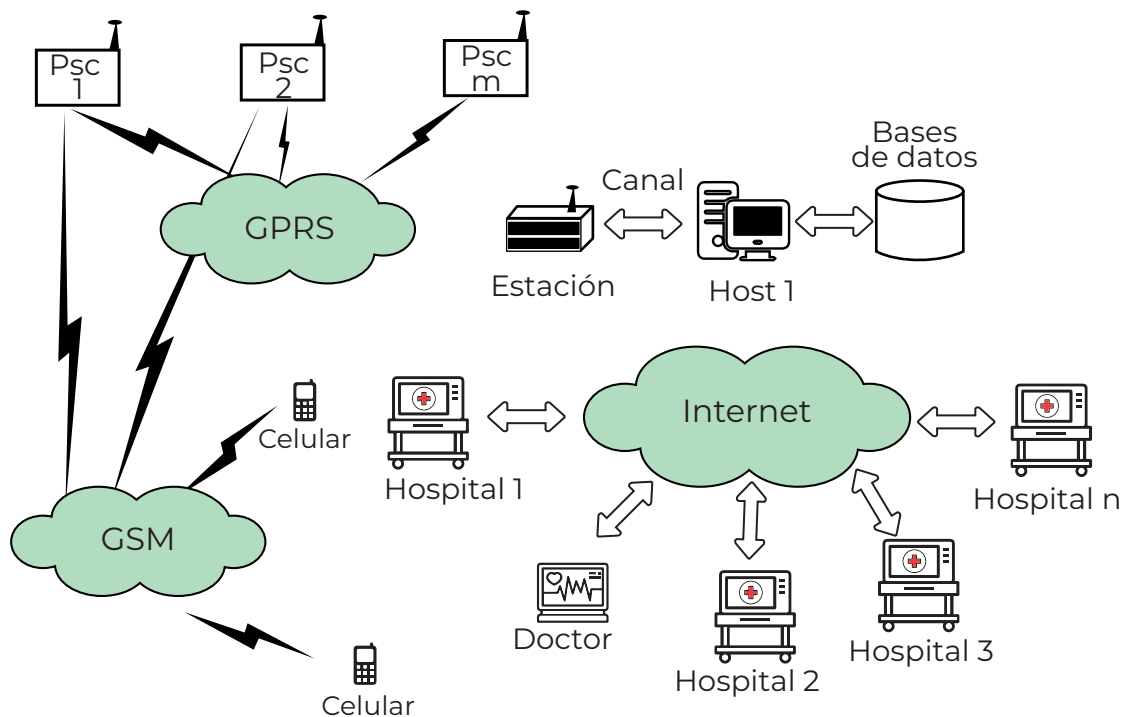 Psc
1
Psc
2
Psc
m
Bases
de datos
Canal
GPRS
Estación
Host 1
Internet
Celular
Hospital 1
Hospital n
GSM
Doctor
Hospital 3
Hospital 2
Celular